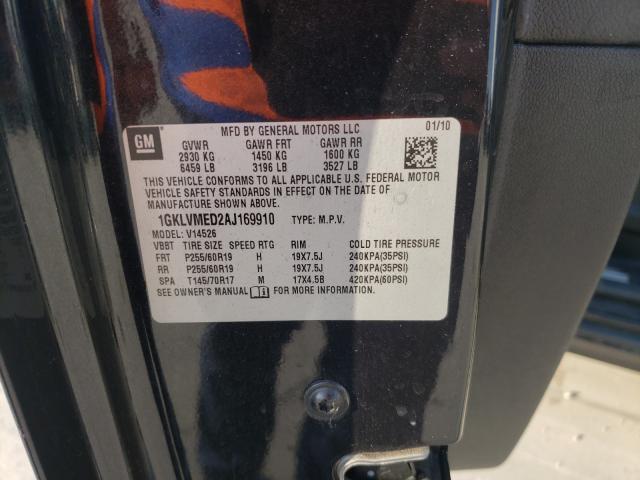 GM
MFD BY GENERAL MOTORS LLC 01/10
GVWR GAWR FRT GAWR RR
2930 KG 1450 KG 1600 KG
6459 LB 3196 LB 3527 LB
THIS VEHICLE CONFORMS TO ALL APPLICABLE U.S. FEDERAL MOTOR
VEHICLE SAFETY STANDARDS IN EFFECT ON THE DATE OF
MANUFACTURE SHOWN ABOVE.
1GKLVMED2AJ169910 TYPE: M.P.V.
MODEL: V14526
VBBT TIRE SIZE SPEED RTG RIM COLD TIRE PRESSURE
FRT P255/60R19 H 19X7.5J 240KPA(35PSI)
RR P255/60R19 H 19X7.5J 240KPA(35PSI)
SPA T145/70R17 M 17X4.5B 420KPA(60PSI)
SEE OWNER'S MANUAL FOR MORE INFORMATION.